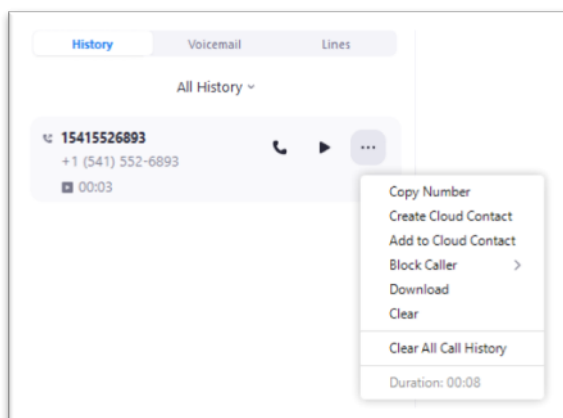 History Voicemail Lines
All History
15415526893
+1 (541) 552-6893
00:03
Copy Number
Create Cloud Contact
Add to Cloud Contact
Block Caller
Download
Clear
Clear All Call History
Duration: 00:08